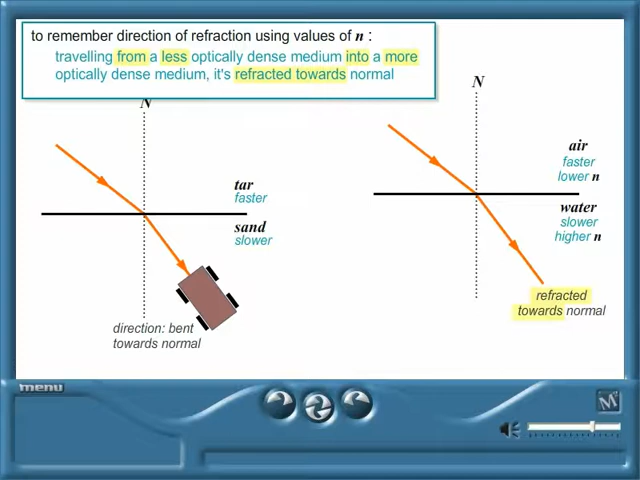 to remember direction of refraction using values of n :
travelling from a less optically dense medium into a more
optically dense medium, it's refracted towards normal
N
N
tar
faster
sand
slower
direction: bent
towards normal
air
faster
lower n
water
slower
higher n
refracted
towards normal
menu
M